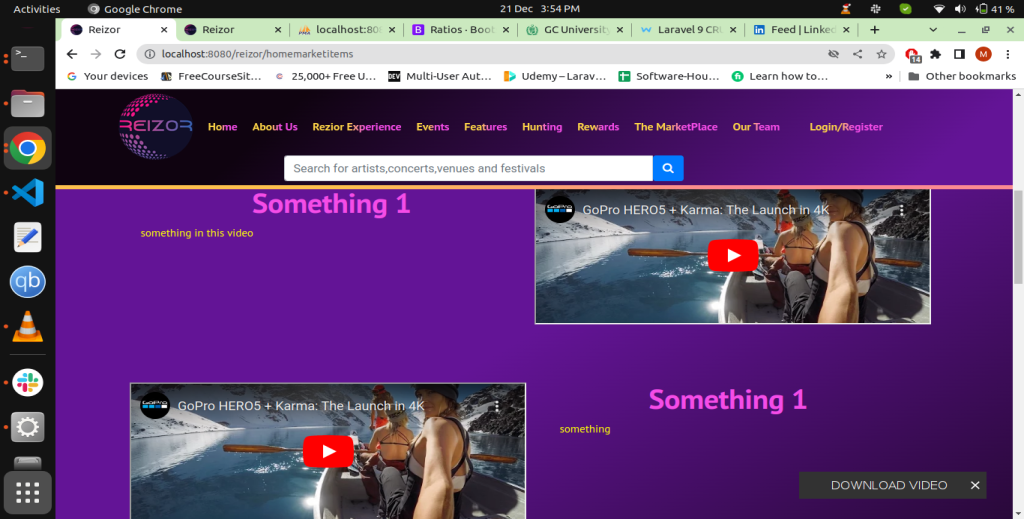 Activities Google Chrome 21 Dec 3:54 PM 41 %
Reizor Reizor localhost:808 Ratios · Boot GC University Laravel 9 CRU Feed | Linked
localhost:8080/reizor/homemarketitems
Your devices FreeCourseSit... 25,000+ Free U... Multi-User Aut... Udemy – Larav... Software-Hou... Learn how to... » Other bookmarks
REIZOR Home About Us Rezior Experience Events Features Hunting Rewards The MarketPlace Our Team Login/Register
Search for artists,concerts,venues and festivals
Something 1
something in this video
GoPro HERO5 + Karma: The Launch in 4K
GoPro HERO5 + Karma: The Launch in 4K
Something 1
something
DOWNLOAD VIDEO ×